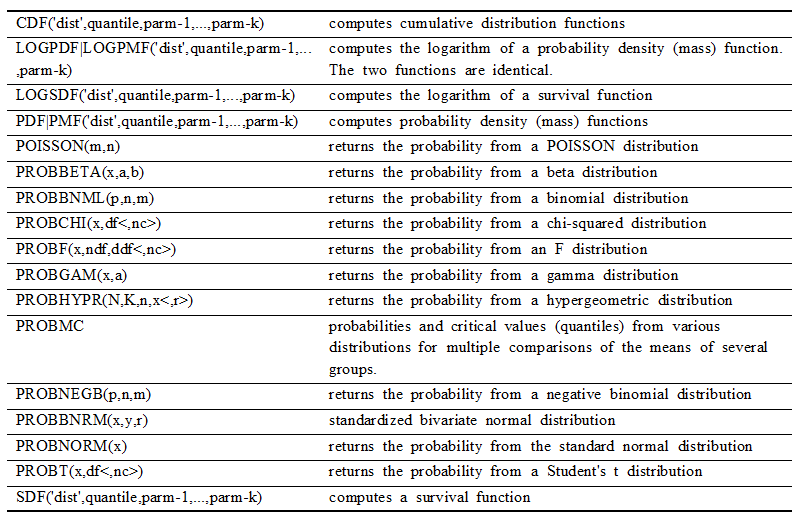 CDF('dist',quantile,parm-1,...,parm-k) computes cumulative distribution functions
LOGPDF|LOGPMF('dist',quantile,parm-1,... computes the logarithm of a probability density (mass) function.
,parm-k) The two functions are identical.
LOGSDF('dist',quantile,parm-1,...,parm-k) computes the logarithm of a survival function
PDF|PMF('dist',quantile,parm-1,...,parm-k) computes probability density (mass) functions
POISSON(m,n) returns the probability from a POISSON distribution
PROBBETA(x,a,b) returns the probability from a beta distribution
PROBBNML(p,n,m) returns the probability from a binomial distribution
PROBCHI(x,df<,nc>) returns the probability from a chi-squared distribution
PROBF(x,ndf,ddf<,nc>) returns the probability from an F distribution
PROBGAM(x,a) returns the probability from a gamma distribution
PROBHYPR(N,K,n,x<,r>) returns the probability from a hypergeometric distribution
PROBMC probabilities and critical values (quantiles) from various
distributions for multiple comparisons of the means of several
groups.
PROBNEGB(p,n,m) returns the probability from a negative binomial distribution
PROBBNRM(x,y,r) standardized bivariate normal distribution
PROBNORM(x) returns the probability from the standard normal distribution
PROBT(x,df<,nc>) returns the probability from a Student's t distribution
SDF('dist',quantile,parm-1,...,parm-k) computes a survival function